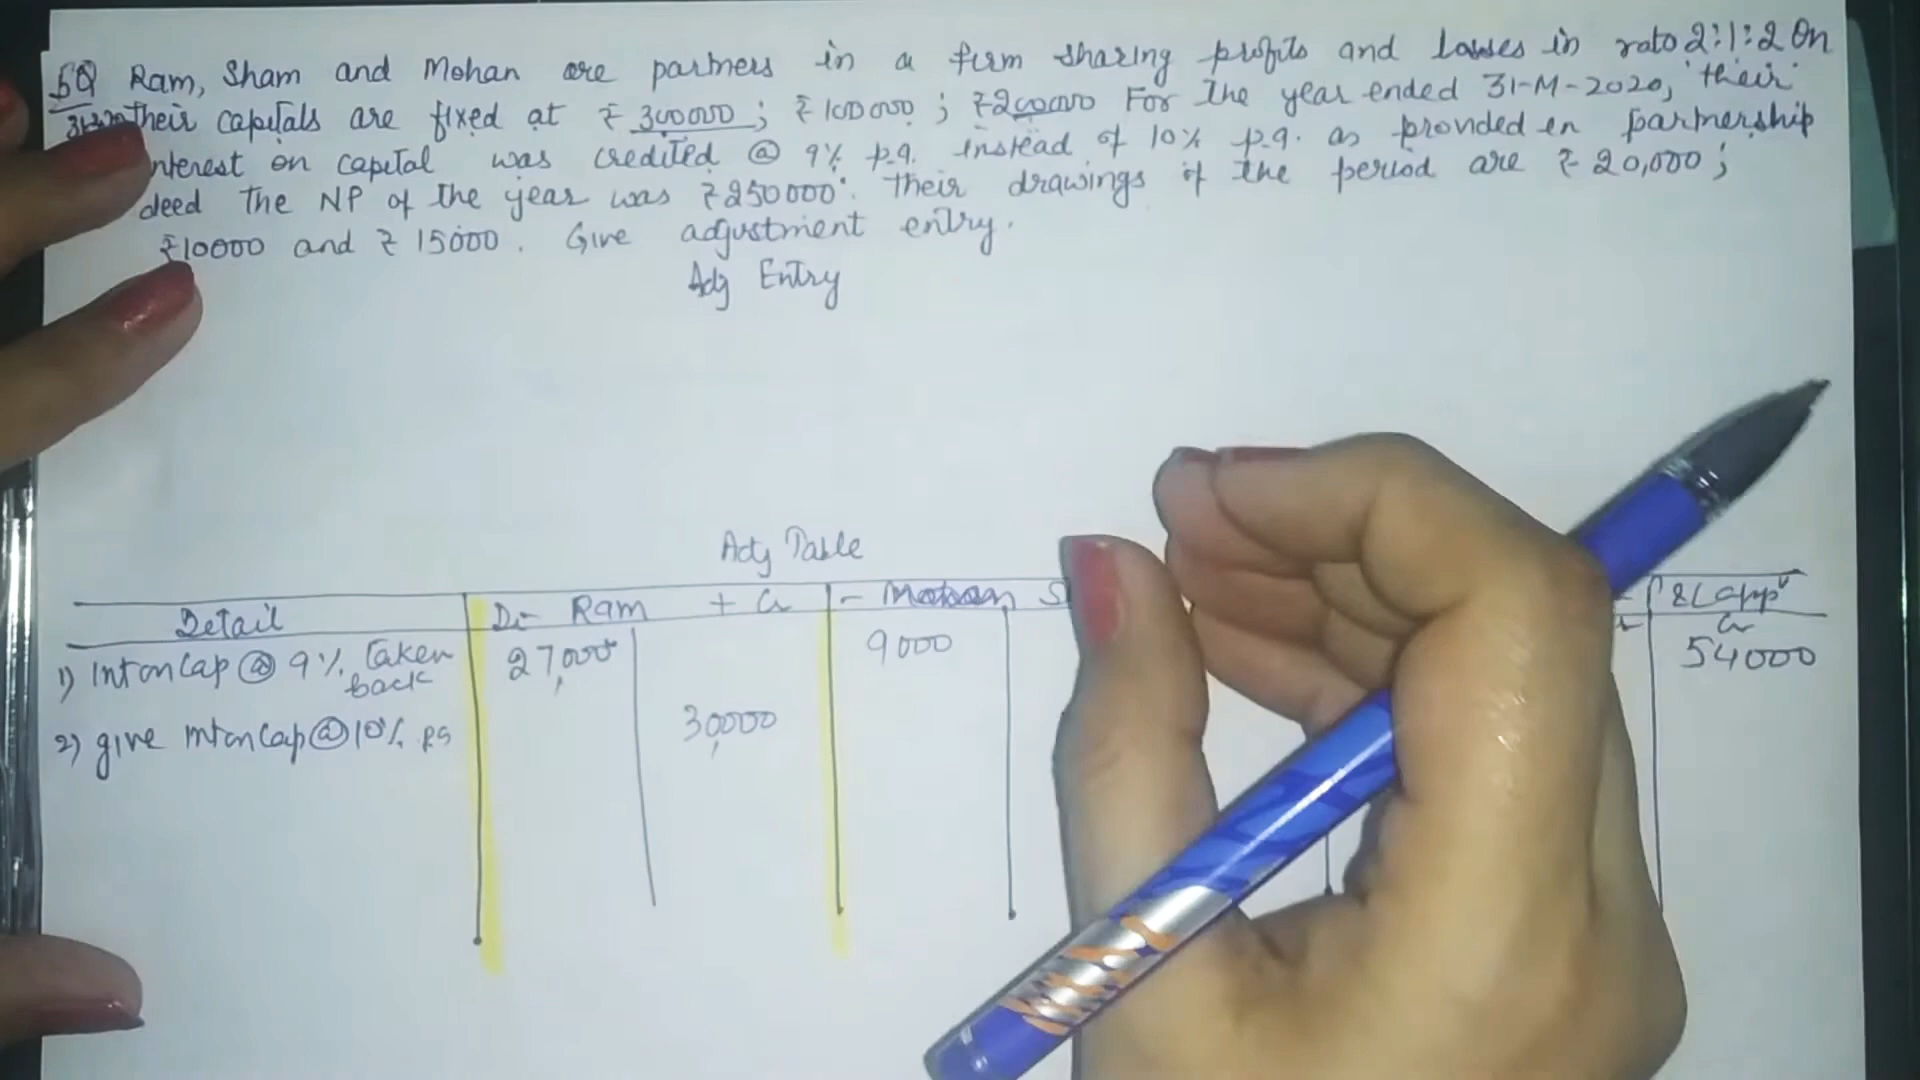 5Q Ram, Sham and Mohan are partners in a firm sharing profits and losses in rato 2:1:2 On
Their capitals are fixed at ₹ 300000 ; ₹100000 ; ₹200000 For the year ended 31-M-2020, their
nterest on capital was credited @ 9% p.a. instead of 10% p.a. as provided in partnership
deed The NP of the year was ₹250000. Their drawings of the period are ₹ 20,000 ;
₹10000 and ₹ 15000. Give adjustment entry.
Adj Entry
Adj Table
Detail Dr - Ram + Cr - S P&L App
Cr
1) Int on Cap @ 9% Taken back 27,000 9000 54000
2) give int on Cap @ 10% p.a 30,000